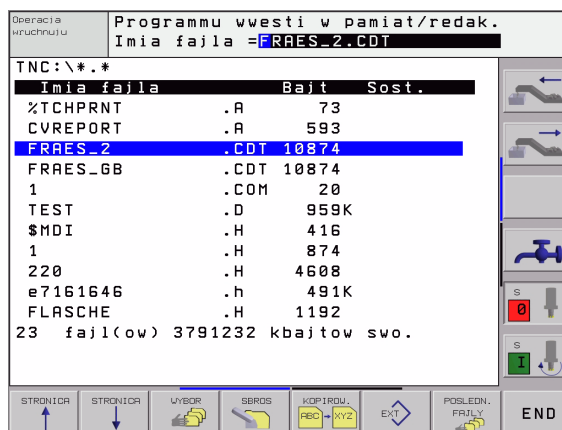 Operacia
wruchnuju
Programmu wwesti w pamiat/redak.
Imia fajla =FRAES_2.CDT
TNC:\*.*
Imia fajla Bajt Sost.
%TCHPRNT .A 73
CVREPORT .A 593
FRAES_2 .CDT 10874
FRAES_GB .CDT 10874
1 .COM 20
TEST .D 959K
$MDI .H 416
1 .H 874
220 .H 4608
e7161646 .h 491K
FLASCHE .H 1192
23 fajl(ow) 3791232 kbajtow swo.
S
0
S
I
STRONICA
STRONICA
WYBOR
SBROS
KOPIROW.
ABC XYZ
EXT
POSLEDN.
FAJLY
END